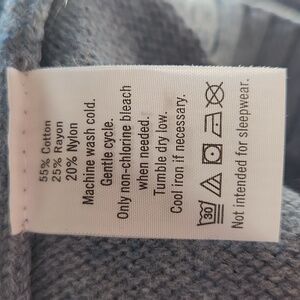 55% Cotton
25% Rayon
20% Nylon
Machine wash cold.
Gentle cycle.
Only non-chlorine bleach
when needed.
Tumble dry low.
Cool iron if necessary.
30
Not intended for sleepwear.